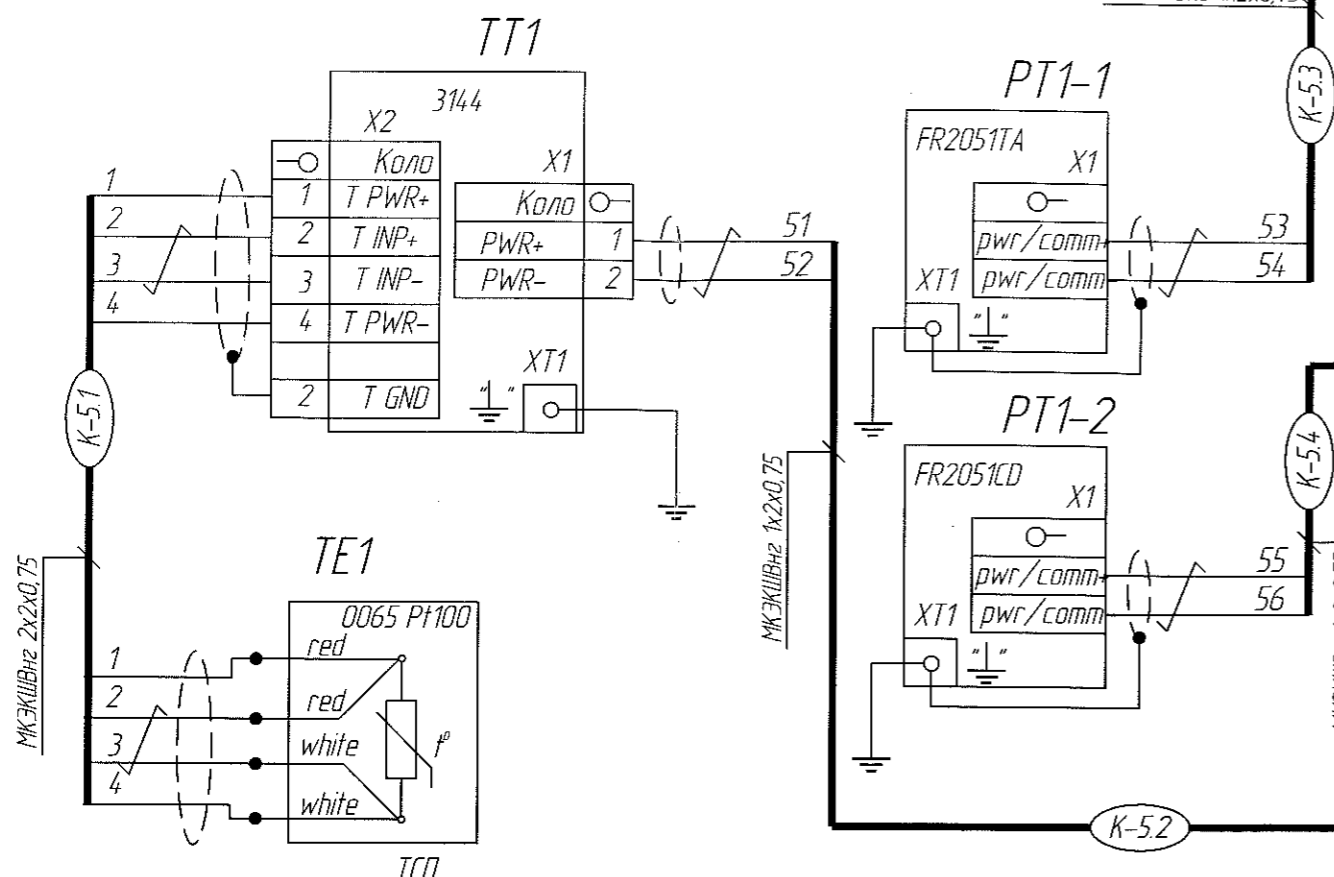 TT1
3144
X2
Коло
1 T PWR+
2 T INP+
3 T INP-
4 T PWR-
2 T GND
X1
Коло
PWR+ 1
PWR- 2
XT1
" "
1
2
3
4
51
52
К-5.1
МКЭКШВнг 2х2х0,75
TE1
0065 Pt100
red
red
white
white
t°
1
2
3
4
ТСП
МКЭКШВнг 1х2х0,75
К-5.2
PT1-1
FR2051TA
X1
pwr/comm+
pwr/comm
XT1
" "
53
54
К-5.3
PT1-2
FR2051CD
X1
pwr/comm+
pwr/comm
XT1
" "
55
56
К-5.4